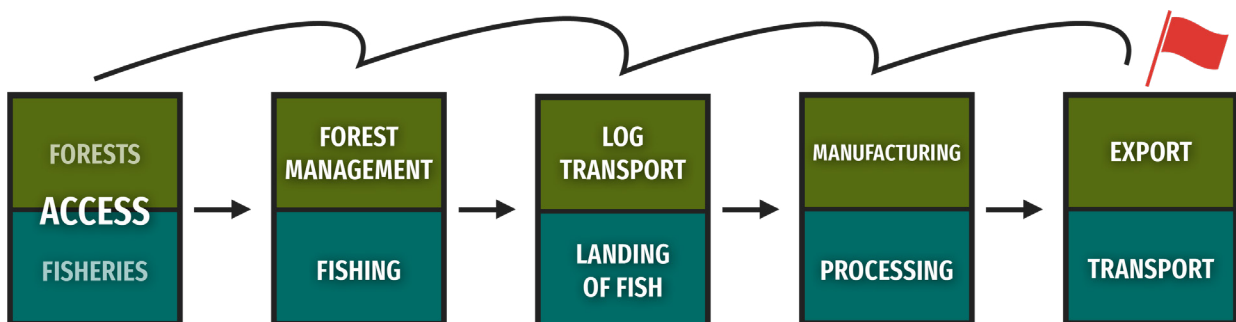 FORESTS
ACCESS
FISHERIES
FOREST
MANAGEMENT
FISHING
LOG
TRANSPORT
LANDING
OF FISH
MANUFACTURING
PROCESSING
EXPORT
TRANSPORT